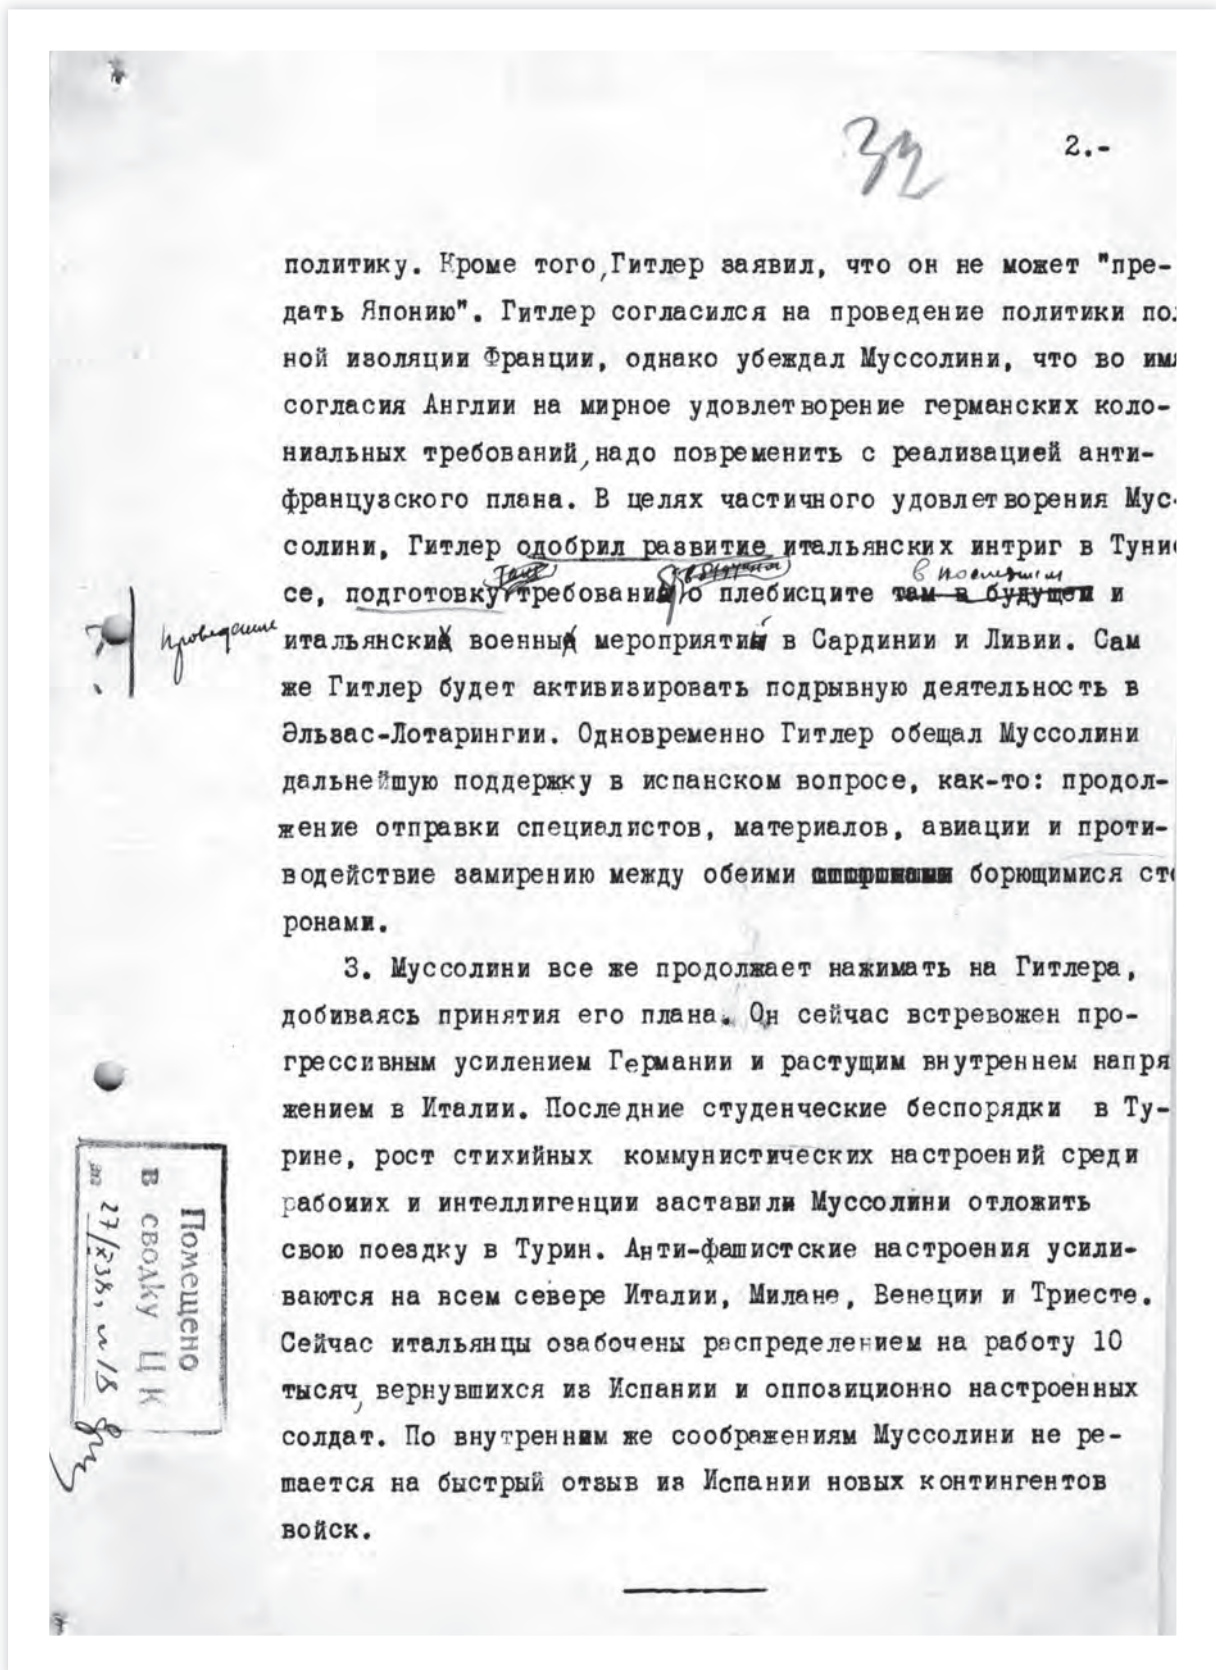 32
2.-
политику. Кроме того, Гитлер заявил, что он не может "пре-
дать Японию". Гитлер согласился на проведение политики пол
ной изоляции Франции, однако убеждал Муссолини, что во имя
согласия Англии на мирное удовлетворение германских коло-
ниальных требований, надо повременить с реализацией анти-
французского плана. В целях частичного удовлетворения Мус-
солини, Гитлер одобрил развитие итальянских интриг в Туни
в последнем
се, подготовку требования о плебисците там в будущем и
проведение
итальянских военных мероприятий в Сардинии и Ливии. Сам
же Гитлер будет активизировать подрывную деятельность в
Эльзас-Лотарингии. Одновременно Гитлер обещал Муссолини
дальнейшую поддержку в испанском вопросе, как-то: продол-
жение отправки специалистов, материалов, авиации и проти-
водействие замирению между обеими борющимися сто
ронами.
3. Муссолини все же продолжает нажимать на Гитлера,
добиваясь принятия его плана. Он сейчас встревожен про-
грессивным усилением Германии и растущим внутреннем напря
жением в Италии. Последние студенческие беспорядки в Ту-
рине, рост стихийных коммунистических настроений среди
рабоиих и интеллигенции заставили Муссолини отложить
свою поездку в Турин. Анти-фашистские настроения усили-
ваются на всем севере Италии, Милане, Венеции и Триесте.
Сейчас итальянцы озабочены распределением на работу 10
тысяч, вернувшихся из Испании и оппозиционно настроенных
солдат. По внутренним же соображениям Муссолини не ре-
шается на быстрый отзыв из Испании новых контингентов
войск.
Помещено
в сводку ЦК
27/X 38, n 18